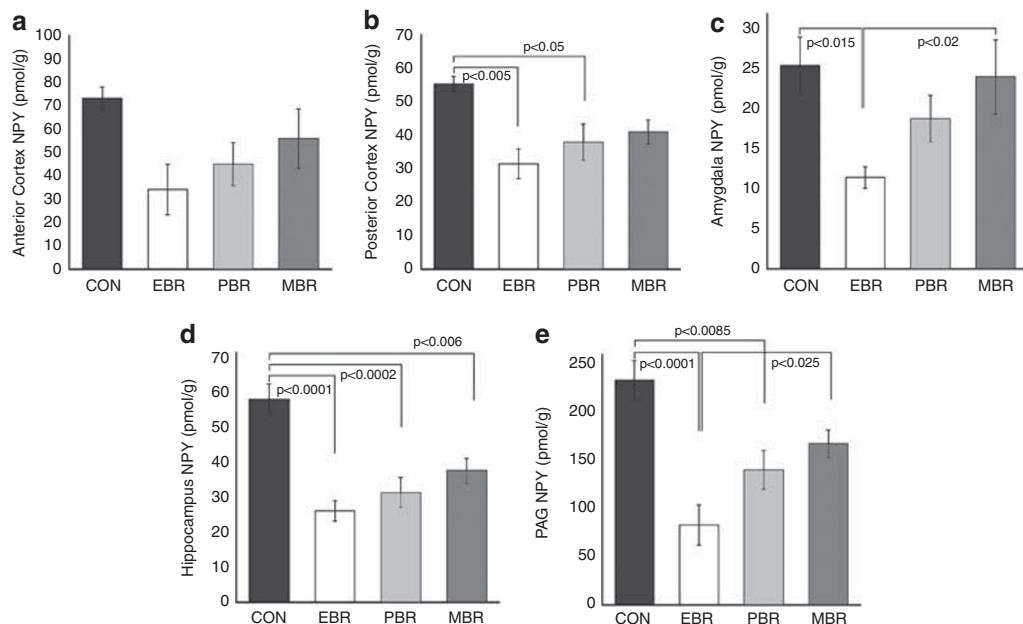 a
Anterior Cortex NPY (pmol/g)
100
90
80
70
60
50
40
30
20
10
0
CON EBR PBR MBR
b
Posterior Cortex NPY (pmol/g)
70
60
50
40
30
20
10
0
p<0.05
p<0.005
CON EBR PBR MBR
c
Amygdala NPY (pmol/g)
30
25
20
15
10
5
0
p<0.015 p<0.02
CON EBR PBR MBR
d
Hippocampus NPY (pmol/g)
70
60
50
40
30
20
10
0
p<0.006
p<0.0002
p<0.0001
CON EBR PBR MBR
e
PAG NPY (pmol/g)
250
200
150
100
50
0
p<0.0085
p<0.0001 p<0.025
CON EBR PBR MBR